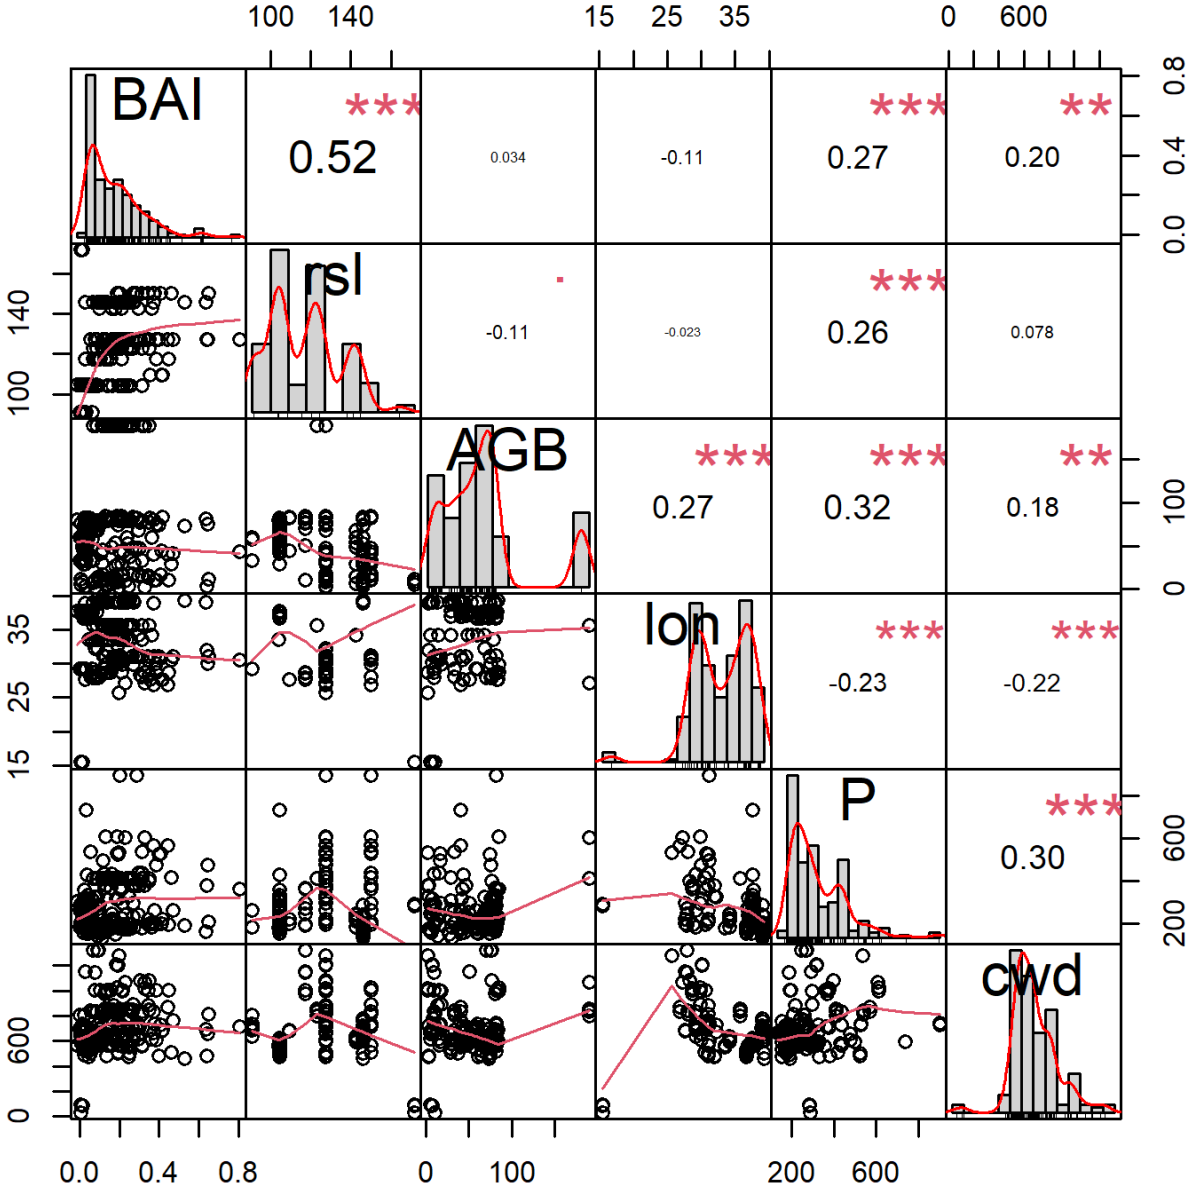 100 140 15 25 35 0 600
BAI *** *** **
0.52 0.034 -0.11 0.27 0.20
0.0 0.4 0.8
rsl . ***
-0.11 -0.023 0.26 0.078
100 140
AGB *** *** **
0.27 0.32 0.18
0 100
lon *** ***
-0.23 -0.22
15 25 35
P ***
0.30
200 600
cwd
0 600
0.0 0.4 0.8 0 100 200 600